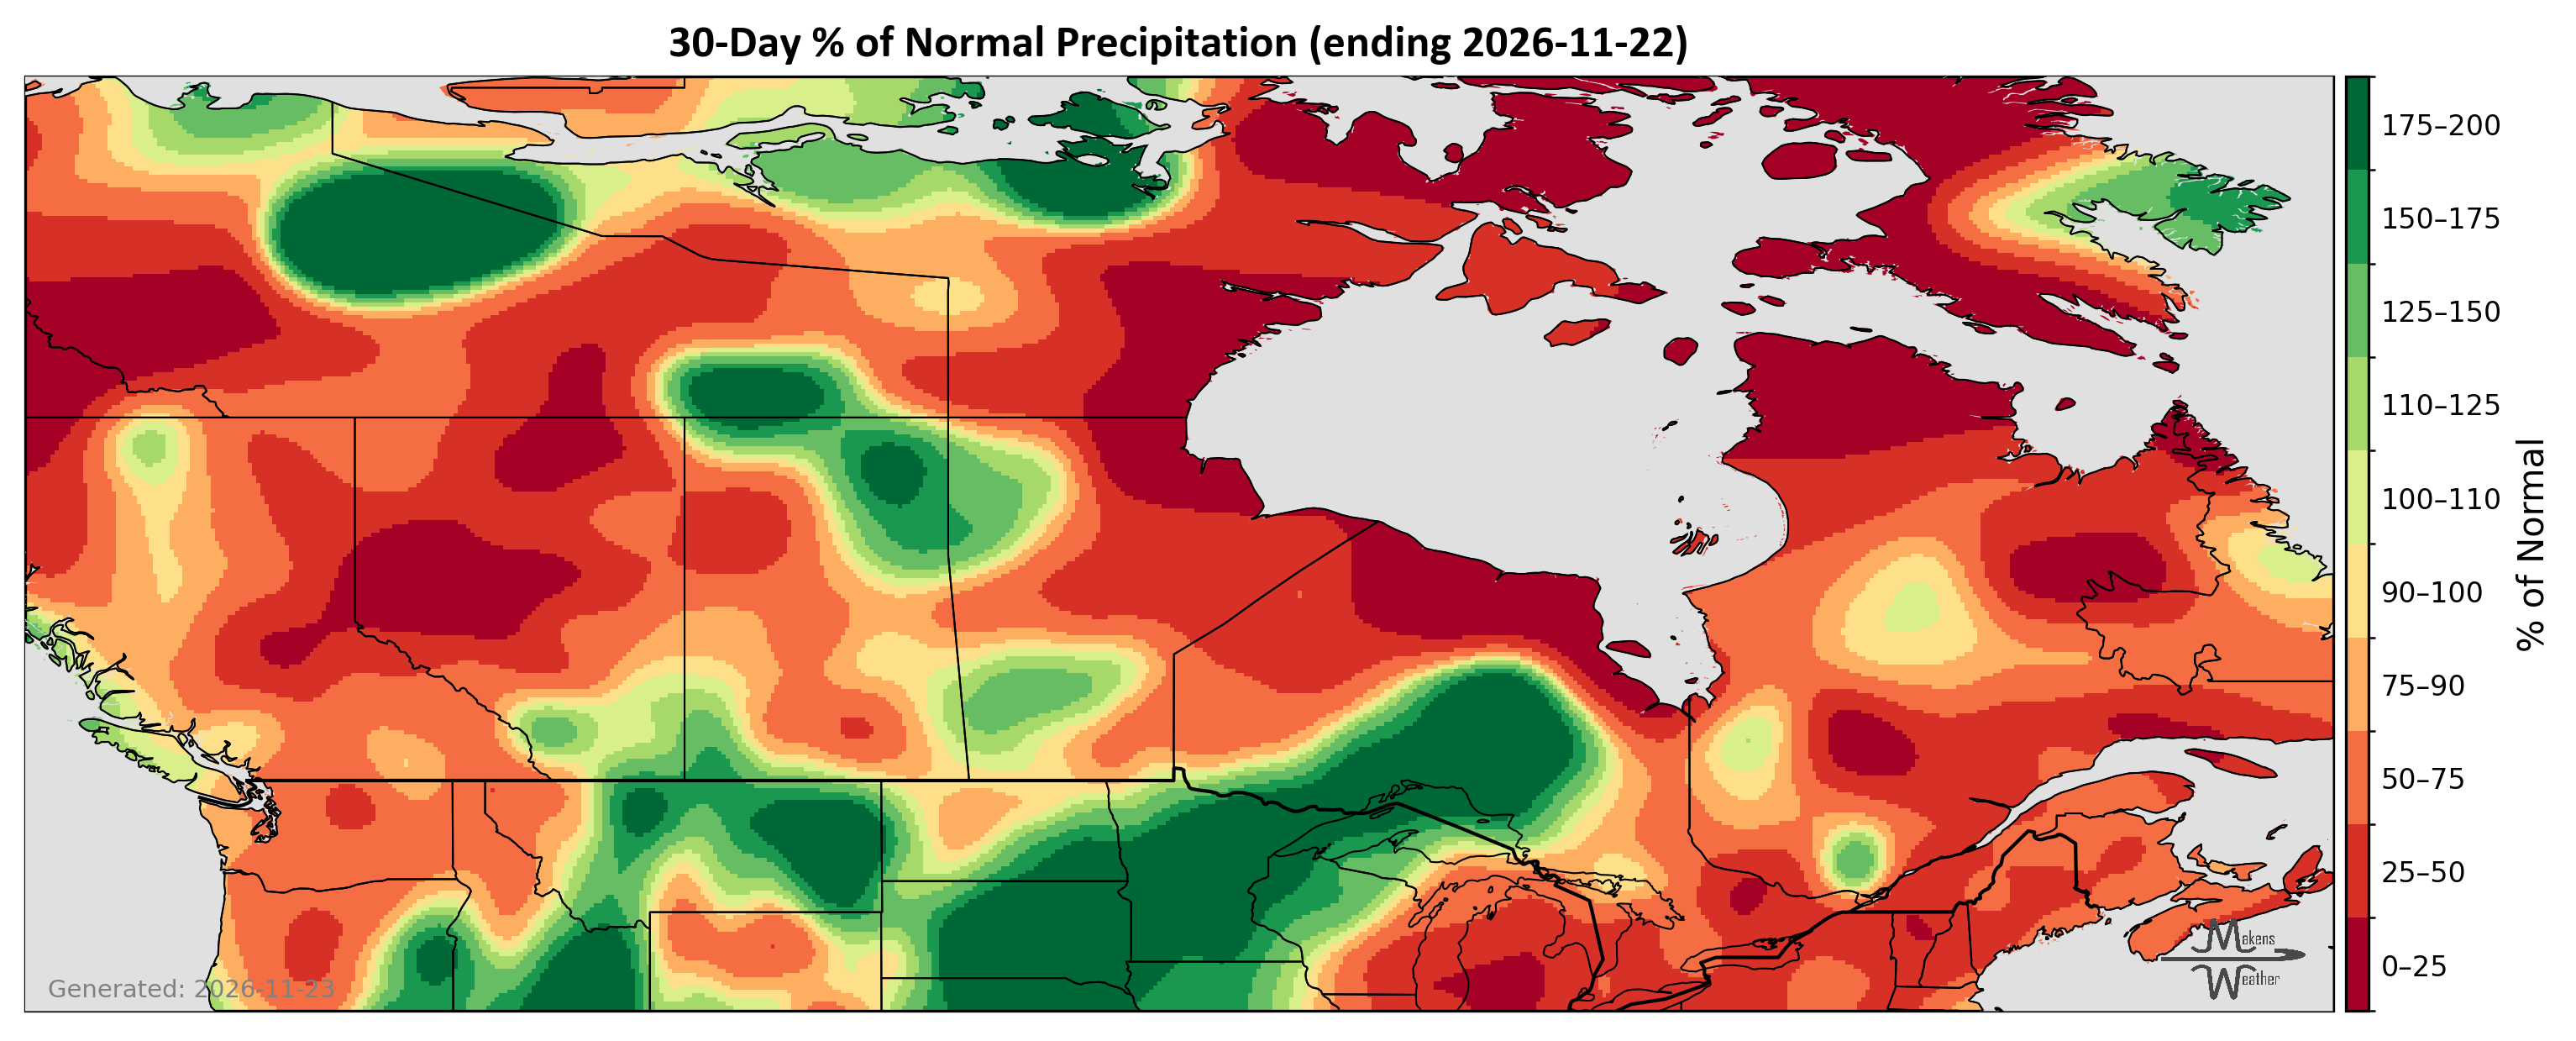 30-Day % of Normal Precipitation (ending 2026-11-22)
175–200
150–175
125–150
110–125
100–110
90–100
75–90
50–75
25–50
0–25
% of Normal
Generated: 2026-11-23
Makens
Weather